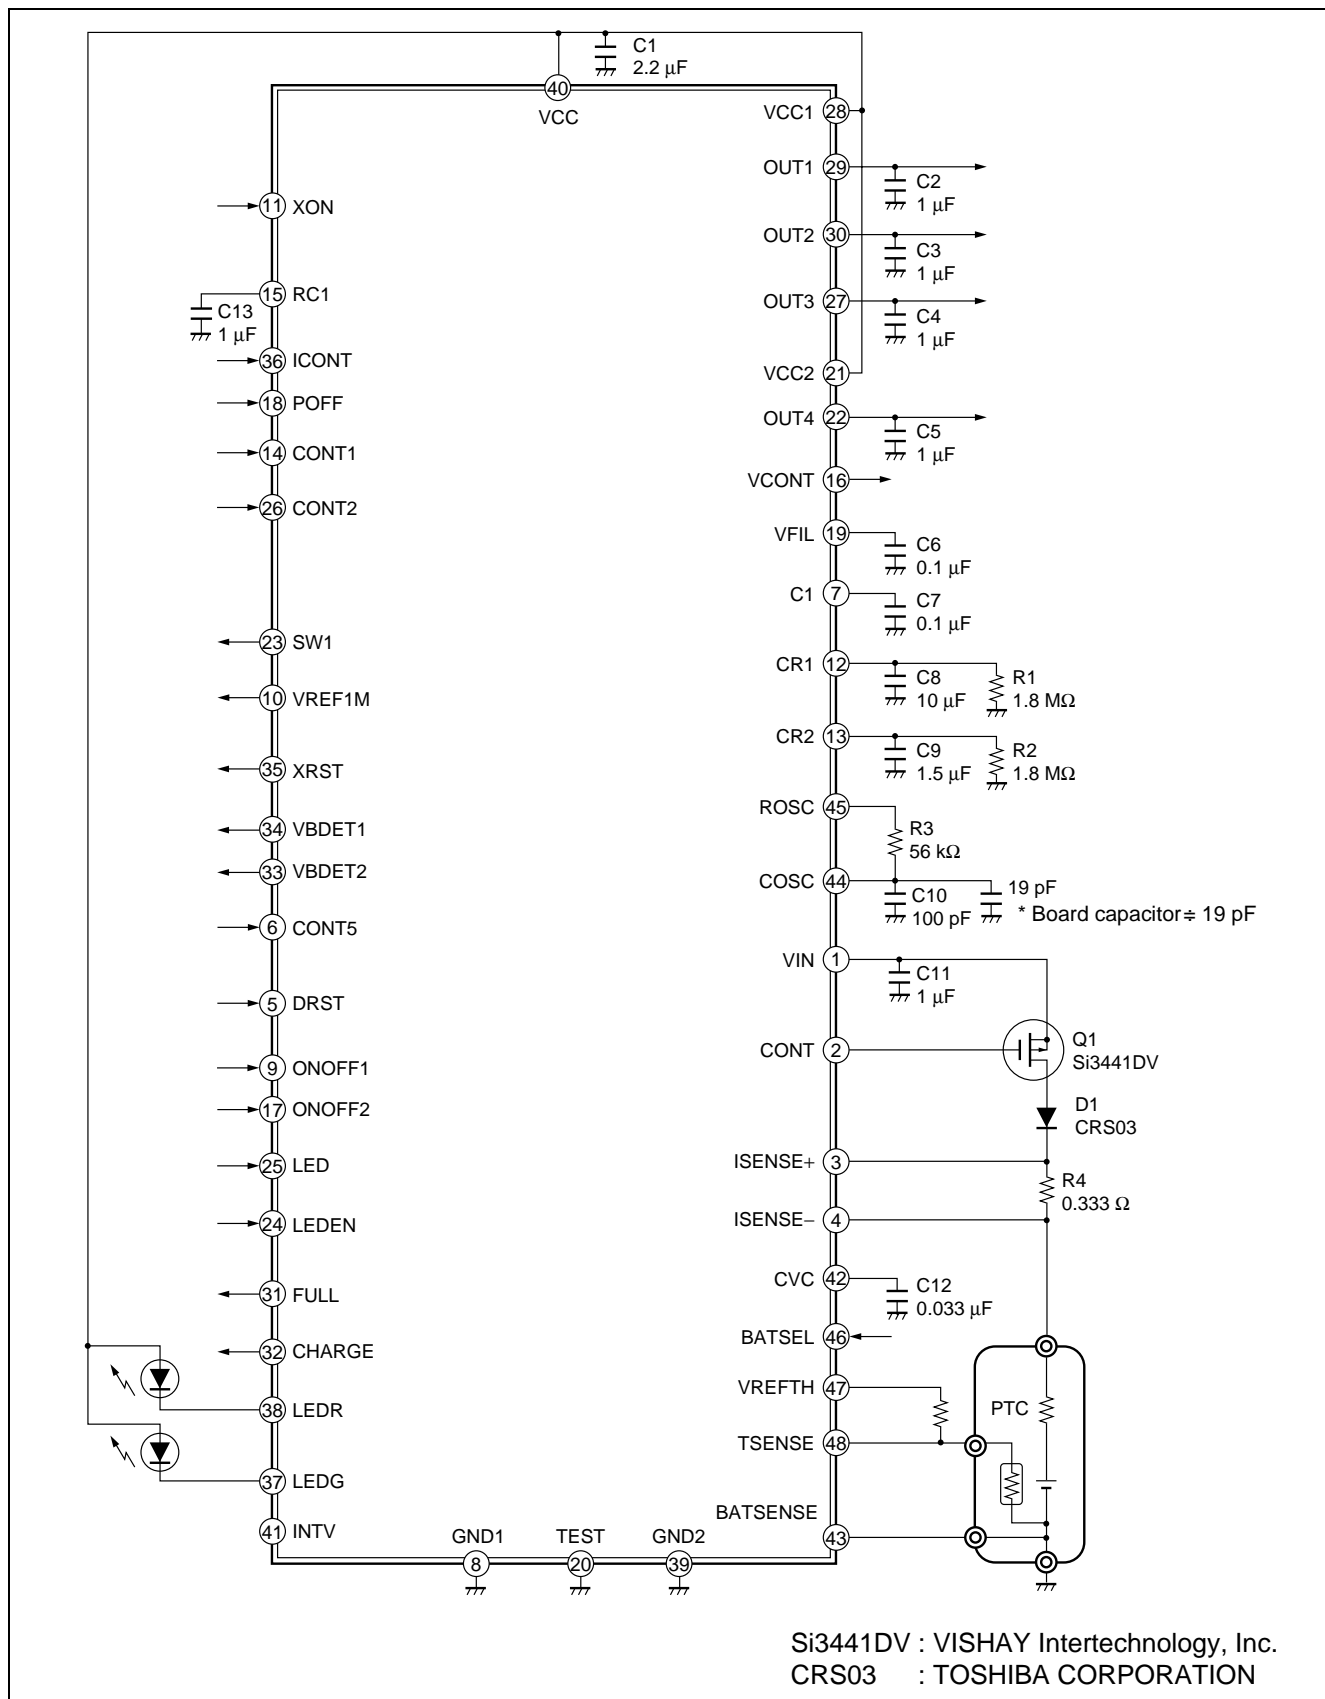 C1
2.2 µF
40
VCC
VCC1 28
OUT1 29
C2
1 µF
11 XON
OUT2 30
C3
1 µF
15 RC1
C13
1 µF
OUT3 27
C4
1 µF
36 ICONT
VCC2 21
18 POFF
OUT4 22
C5
1 µF
14 CONT1
VCONT 16
26 CONT2
VFIL 19
C6
0.1 µF
C1 7
C7
0.1 µF
23 SW1
CR1 12
C8
10 µF
R1
1.8 MΩ
10 VREF1M
CR2 13
C9
1.5 µF
R2
1.8 MΩ
35 XRST
ROSC 45
R3
56 kΩ
34 VBDET1
33 VBDET2
COSC 44
C10
100 pF
19 pF
* Board capacitor ≑ 19 pF
6 CONT5
VIN 1
C11
1 µF
5 DRST
CONT 2
Q1
Si3441DV
9 ONOFF1
17 ONOFF2
D1
CRS03
25 LED
ISENSE+ 3
R4
0.333 Ω
24 LEDEN
ISENSE− 4
31 FULL
CVC 42
C12
0.033 µF
32 CHARGE
BATSEL 46
38 LEDR
VREFTH 47
PTC
TSENSE 48
37 LEDG
BATSENSE
43
41 INTV
GND1
8
TEST
20
GND2
39
Si3441DV : VISHAY Intertechnology, Inc.
CRS03 : TOSHIBA CORPORATION